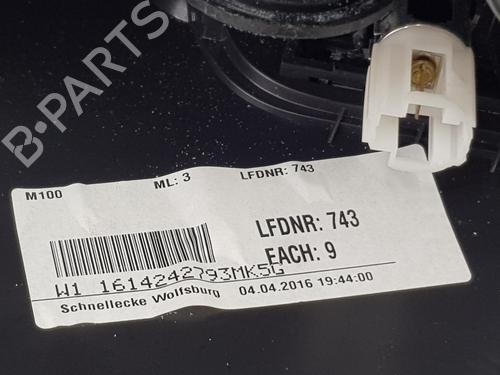 B-PARTS
M100 ML: 3 LFDNR: 743
LFDNR: 743
EACH: 9
W1 1614242793MK5G
Schnellecke Wolfsburg 04.04.2016 19:44:00